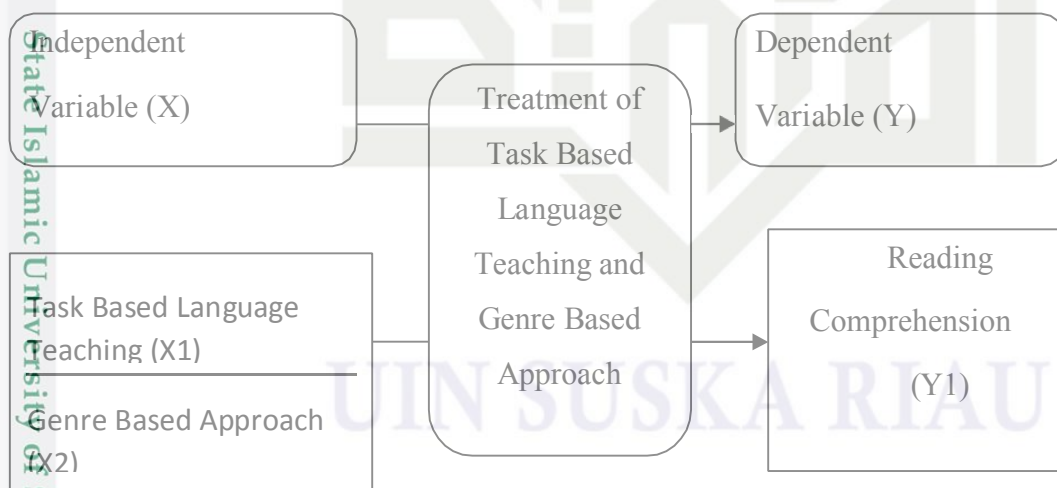 Independent
Variable (X)
Treatment of
Task Based
Language
Teaching and
Genre Based
Approach
Dependent
Variable (Y)
Task Based Language
Teaching (X1)
Genre Based Approach
(X2)
Reading
Comprehension
(Y1)
State Islamic University of
UIN SUSKA RIAU